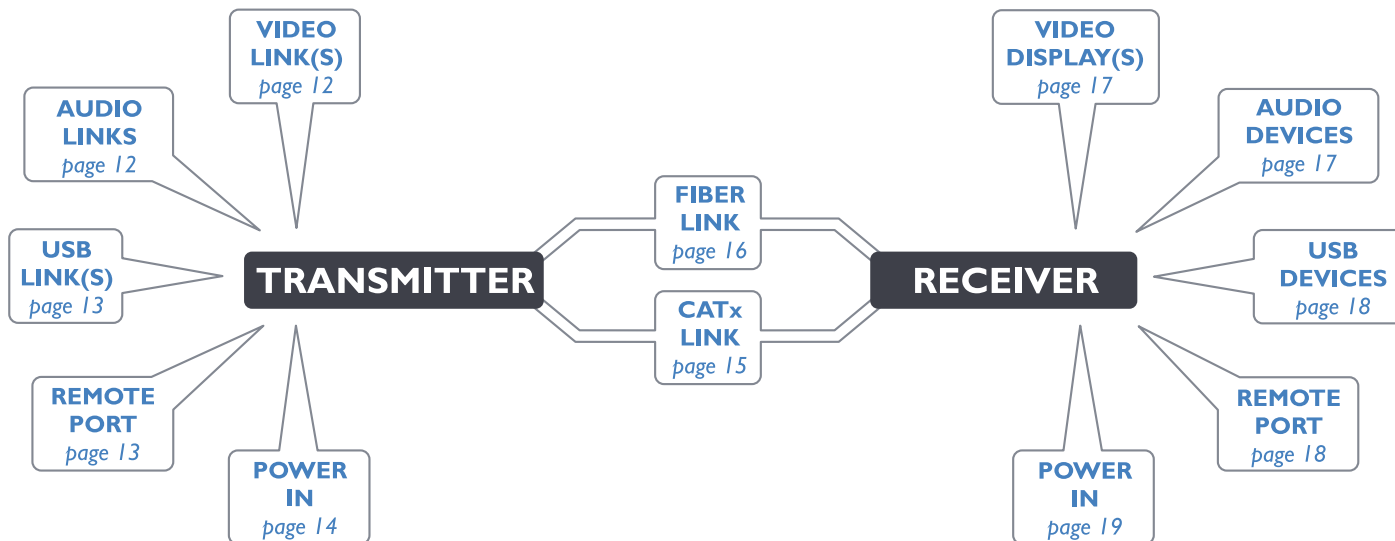 VIDEO
LINK(S)
page 12
AUDIO
LINKS
page 12
USB
LINK(S)
page 13
REMOTE
PORT
page 13
POWER
IN
page 14
TRANSMITTER
FIBER
LINK
page 16
CATx
LINK
page 15
RECEIVER
VIDEO
DISPLAY(S)
page 17
AUDIO
DEVICES
page 17
USB
DEVICES
page 18
REMOTE
PORT
page 18
POWER
IN
page 19